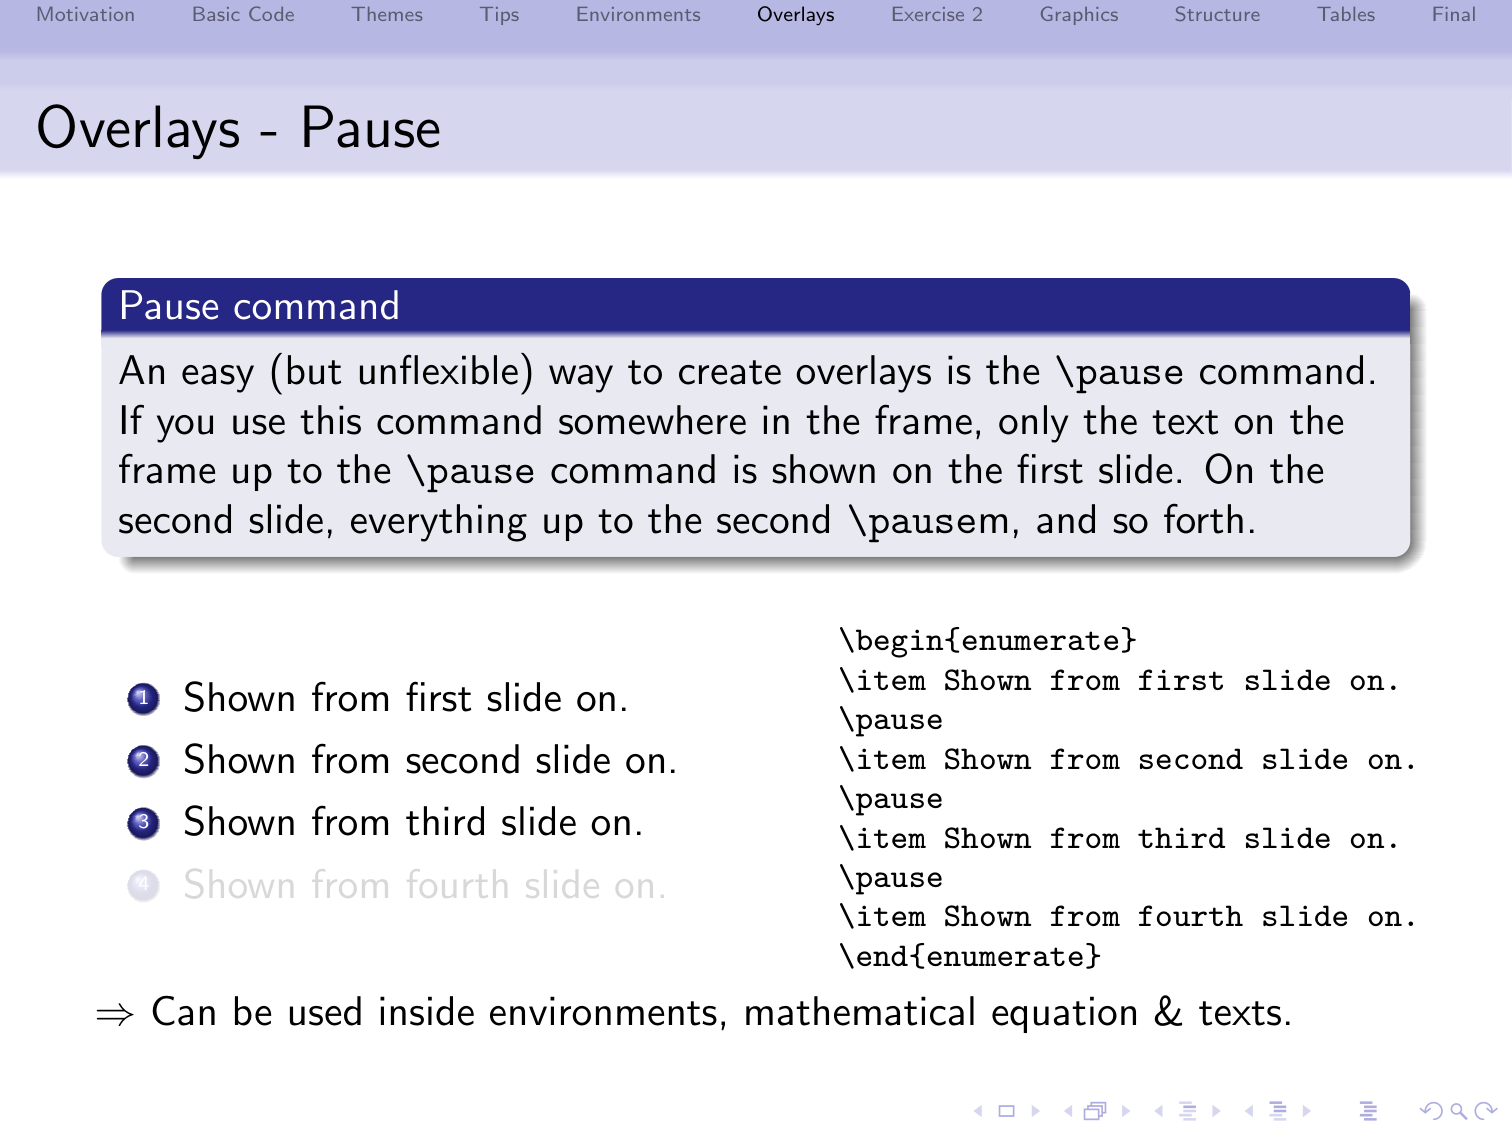 Motivation Basic Code Themes Tips Environments Overlays Exercise 2 Graphics Structure Tables Final
Overlays - Pause
Pause command
An easy (but unflexible) way to create overlays is the \pause command.
If you use this command somewhere in the frame, only the text on the
frame up to the \pause command is shown on the first slide. On the
second slide, everything up to the second \pausem, and so forth.
1 Shown from first slide on.
2 Shown from second slide on.
3 Shown from third slide on.
4 Shown from fourth slide on.
\begin{enumerate}
\item Shown from first slide on.
\pause
\item Shown from second slide on.
\pause
\item Shown from third slide on.
\pause
\item Shown from fourth slide on.
\end{enumerate}
⇒ Can be used inside environments, mathematical equation & texts.